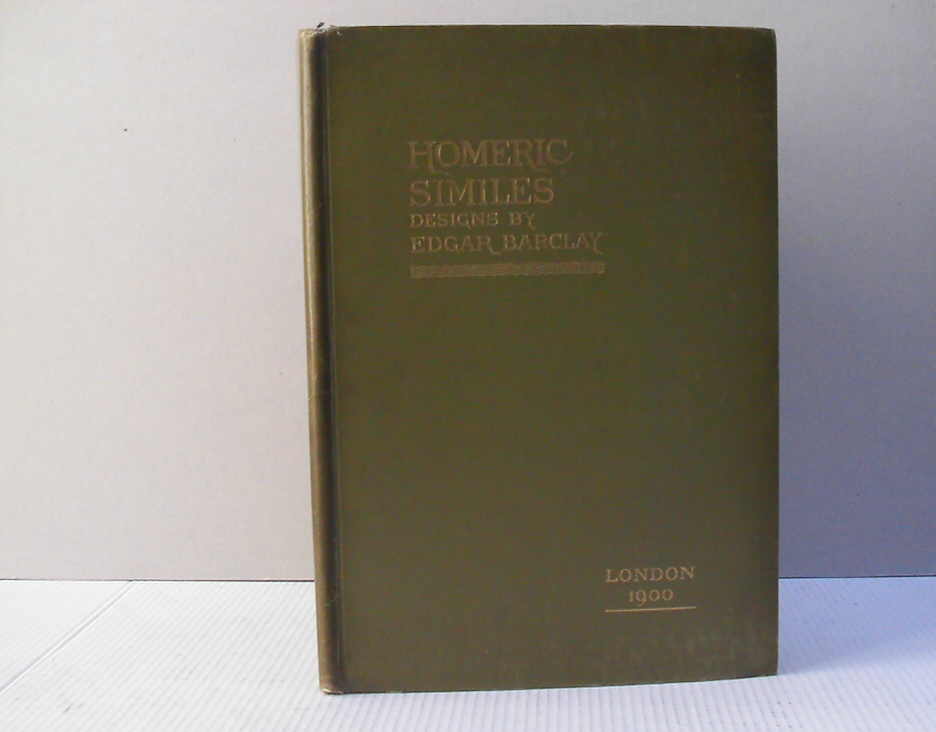 HOMERIC
SIMILES
DESIGNS BY
EDGAR BARCLAY
LONDON
1900